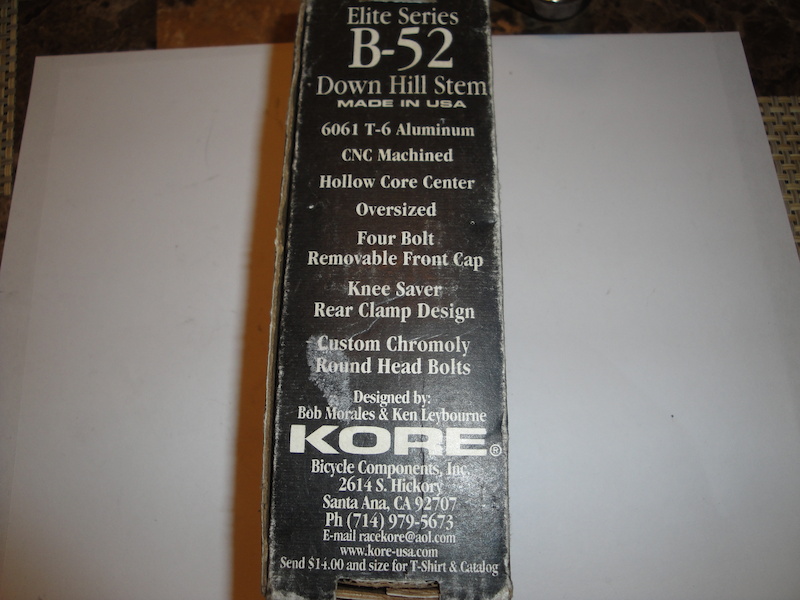 Elite Series
B-52
Down Hill Stem
MADE IN USA
6061 T-6 Aluminum
CNC Machined
Hollow Core Center
Oversized
Four Bolt
Removable Front Cap
Knee Saver
Rear Clamp Design
Custom Chromoly
Round Head Bolts
Designed by:
Bob Morales & Ken Leybourne
KORE®
Bicycle Components, Inc.
2614 S. Hickory
Santa Ana, CA 92707
Ph (714) 979-5673
E-mail racekore@aol.com
www.kore-usa.com
Send $14.00 and size for T-Shirt & Catalog